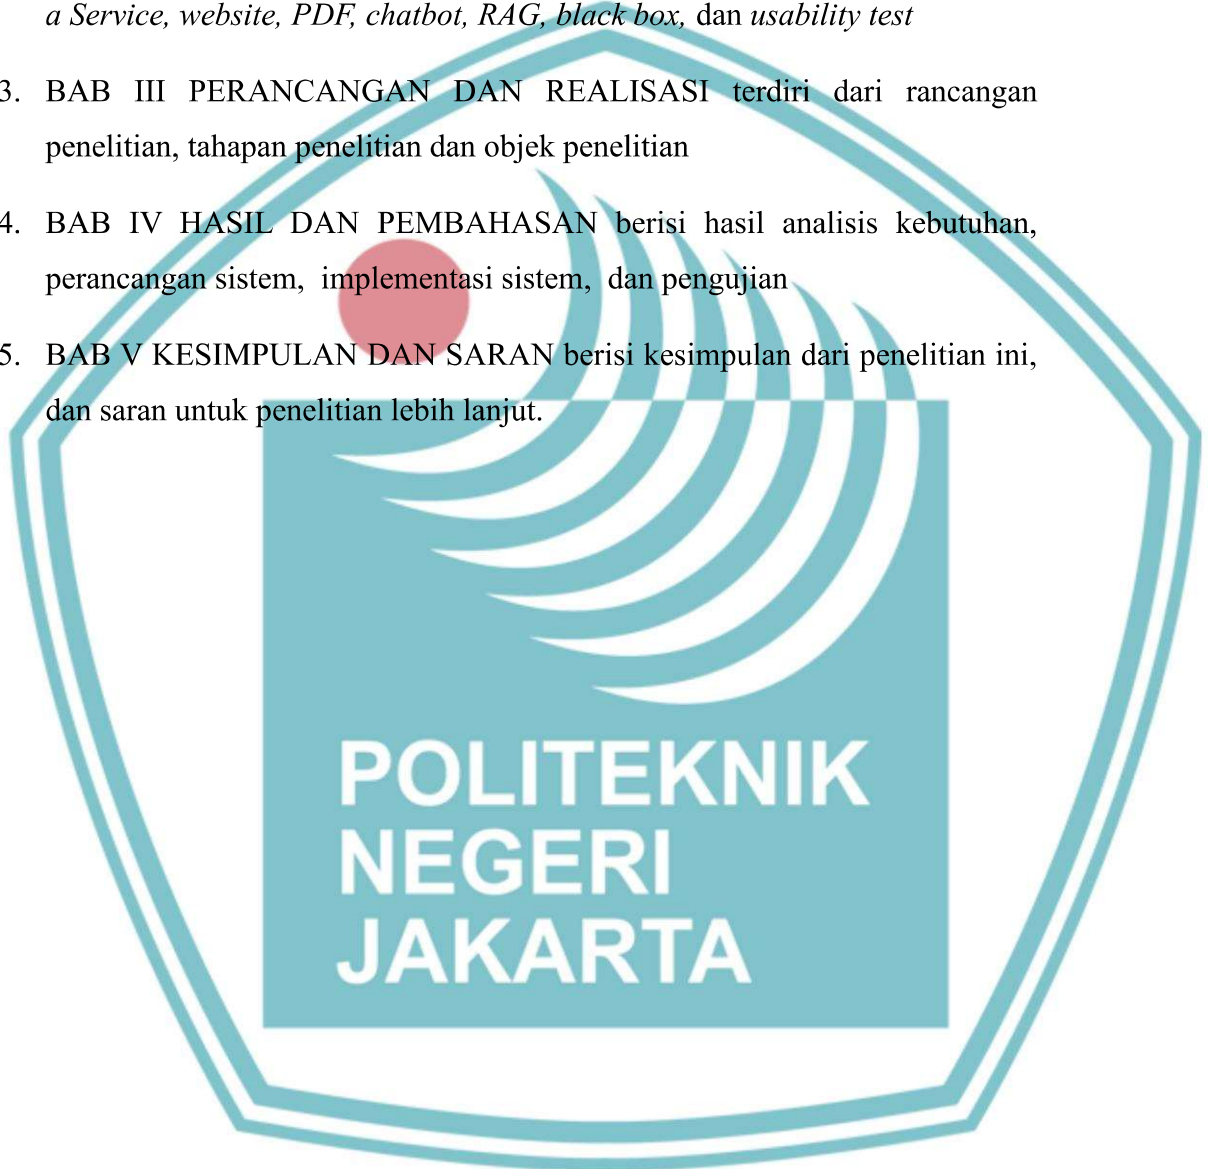 a Service, website, PDF, chatbot, RAG, black box, dan usability test
3. BAB III PERANCANGAN DAN REALISASI terdiri dari rancangan
penelitian, tahapan penelitian dan objek penelitian
4. BAB IV HASIL DAN PEMBAHASAN berisi hasil analisis kebutuhan,
perancangan sistem, implementasi sistem, dan pengujian
5. BAB V KESIMPULAN DAN SARAN berisi kesimpulan dari penelitian ini,
dan saran untuk penelitian lebih lanjut.
POLITEKNIK
NEGERI
JAKARTA